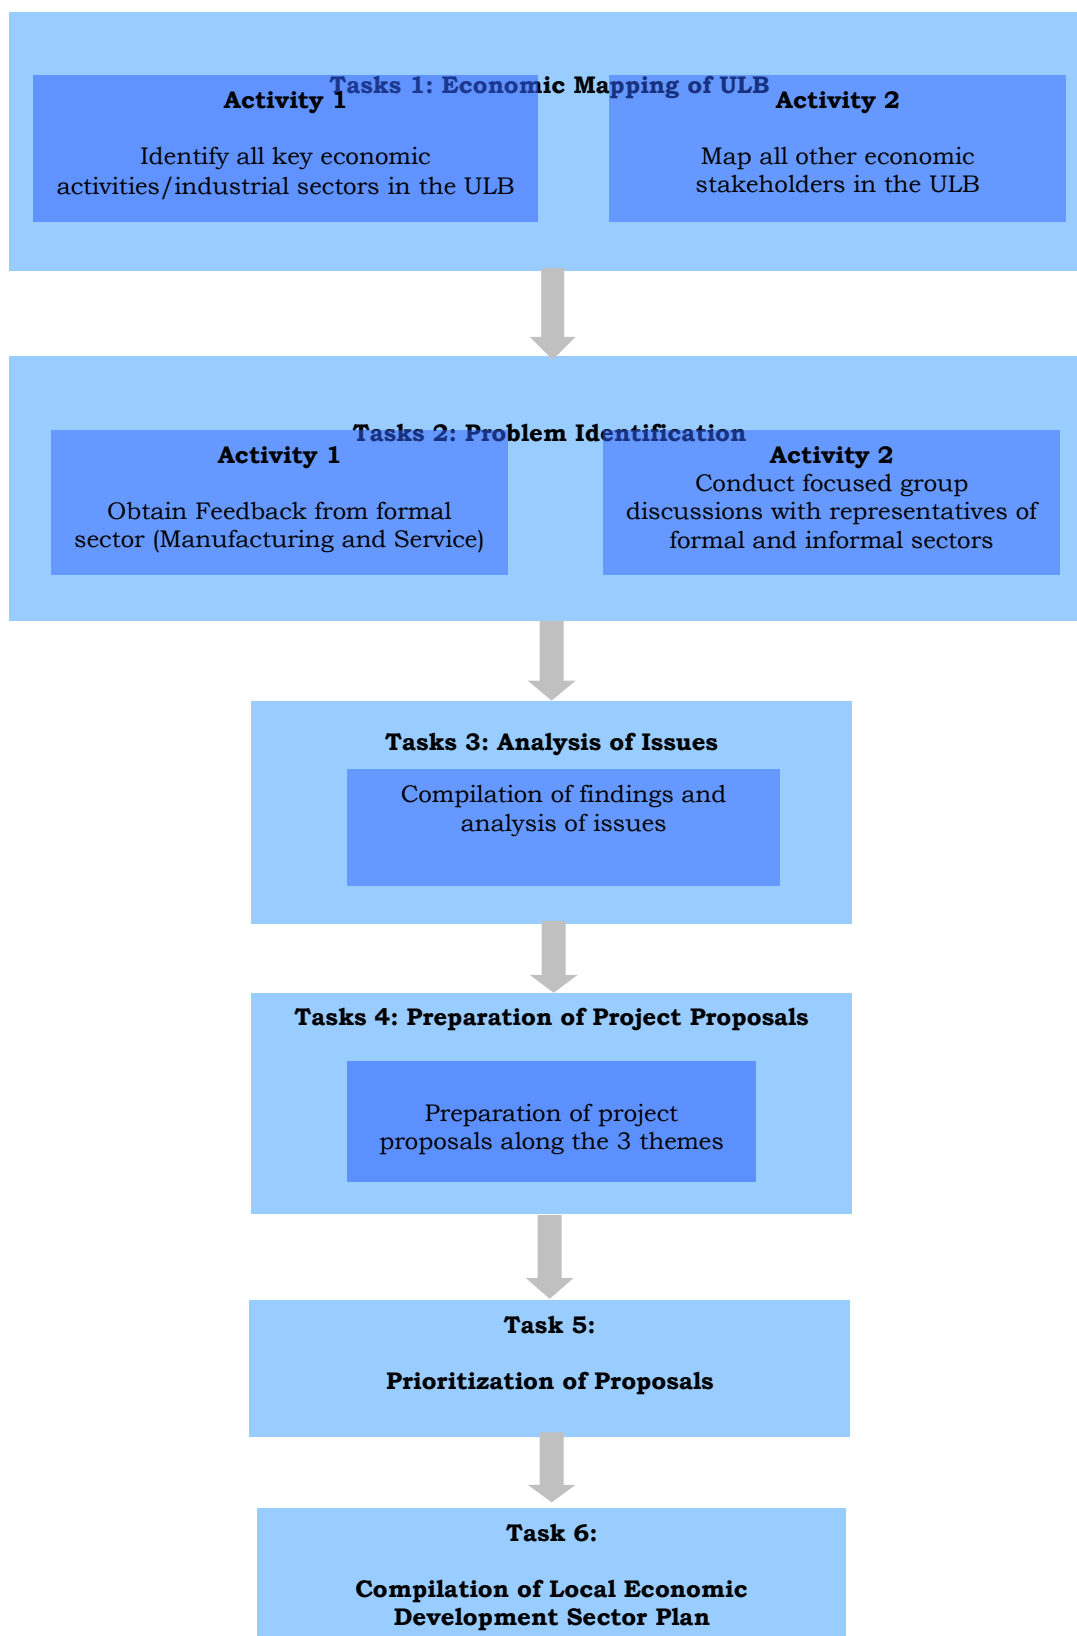 Tasks 1: Economic Mapping of ULB
Activity 1
Identify all key economic
activities/industrial sectors in the ULB
Activity 2
Map all other economic
stakeholders in the ULB
Tasks 2: Problem Identification
Activity 1
Obtain Feedback from formal
sector (Manufacturing and Service)
Activity 2
Conduct focused group
discussions with representatives of
formal and informal sectors
Tasks 3: Analysis of Issues
Compilation of findings and
analysis of issues
Tasks 4: Preparation of Project Proposals
Preparation of project
proposals along the 3 themes
Task 5:
Prioritization of Proposals
Task 6:
Compilation of Local Economic
Development Sector Plan